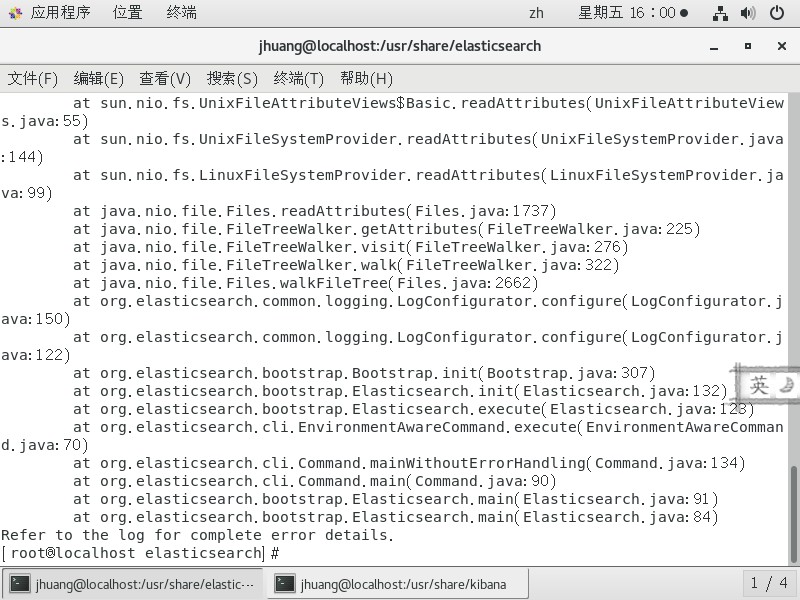 应用程序 位置 终端 zh 星期五 16：00
jhuang@localhost:/usr/share/elasticsearch
文件(F) 编辑(E) 查看(V) 搜索(S) 终端(T) 帮助(H)
at sun.nio.fs.UnixFileAttributeViews$Basic.readAttributes(UnixFileAttributeView
s.java:55)
at sun.nio.fs.UnixFileSystemProvider.readAttributes(UnixFileSystemProvider.java
:144)
at sun.nio.fs.LinuxFileSystemProvider.readAttributes(LinuxFileSystemProvider.ja
va:99)
at java.nio.file.Files.readAttributes(Files.java:1737)
at java.nio.file.FileTreeWalker.getAttributes(FileTreeWalker.java:225)
at java.nio.file.FileTreeWalker.visit(FileTreeWalker.java:276)
at java.nio.file.FileTreeWalker.walk(FileTreeWalker.java:322)
at java.nio.file.Files.walkFileTree(Files.java:2662)
at org.elasticsearch.common.logging.LogConfigurator.configure(LogConfigurator.j
ava:150)
at org.elasticsearch.common.logging.LogConfigurator.configure(LogConfigurator.j
ava:122)
at org.elasticsearch.bootstrap.Bootstrap.init(Bootstrap.java:307)
at org.elasticsearch.bootstrap.Elasticsearch.init(Elasticsearch.java:132)
英
at org.elasticsearch.bootstrap.Elasticsearch.execute(Elasticsearch.java:123)
at org.elasticsearch.cli.EnvironmentAwareCommand.execute(EnvironmentAwareComman
d.java:70)
at org.elasticsearch.cli.Command.mainWithoutErrorHandling(Command.java:134)
at org.elasticsearch.cli.Command.main(Command.java:90)
at org.elasticsearch.bootstrap.Elasticsearch.main(Elasticsearch.java:91)
at org.elasticsearch.bootstrap.Elasticsearch.main(Elasticsearch.java:84)
Refer to the log for complete error details.
[root@localhost elasticsearch]#
jhuang@localhost:/usr/share/elastic··· jhuang@localhost:/usr/share/kibana 1 / 4